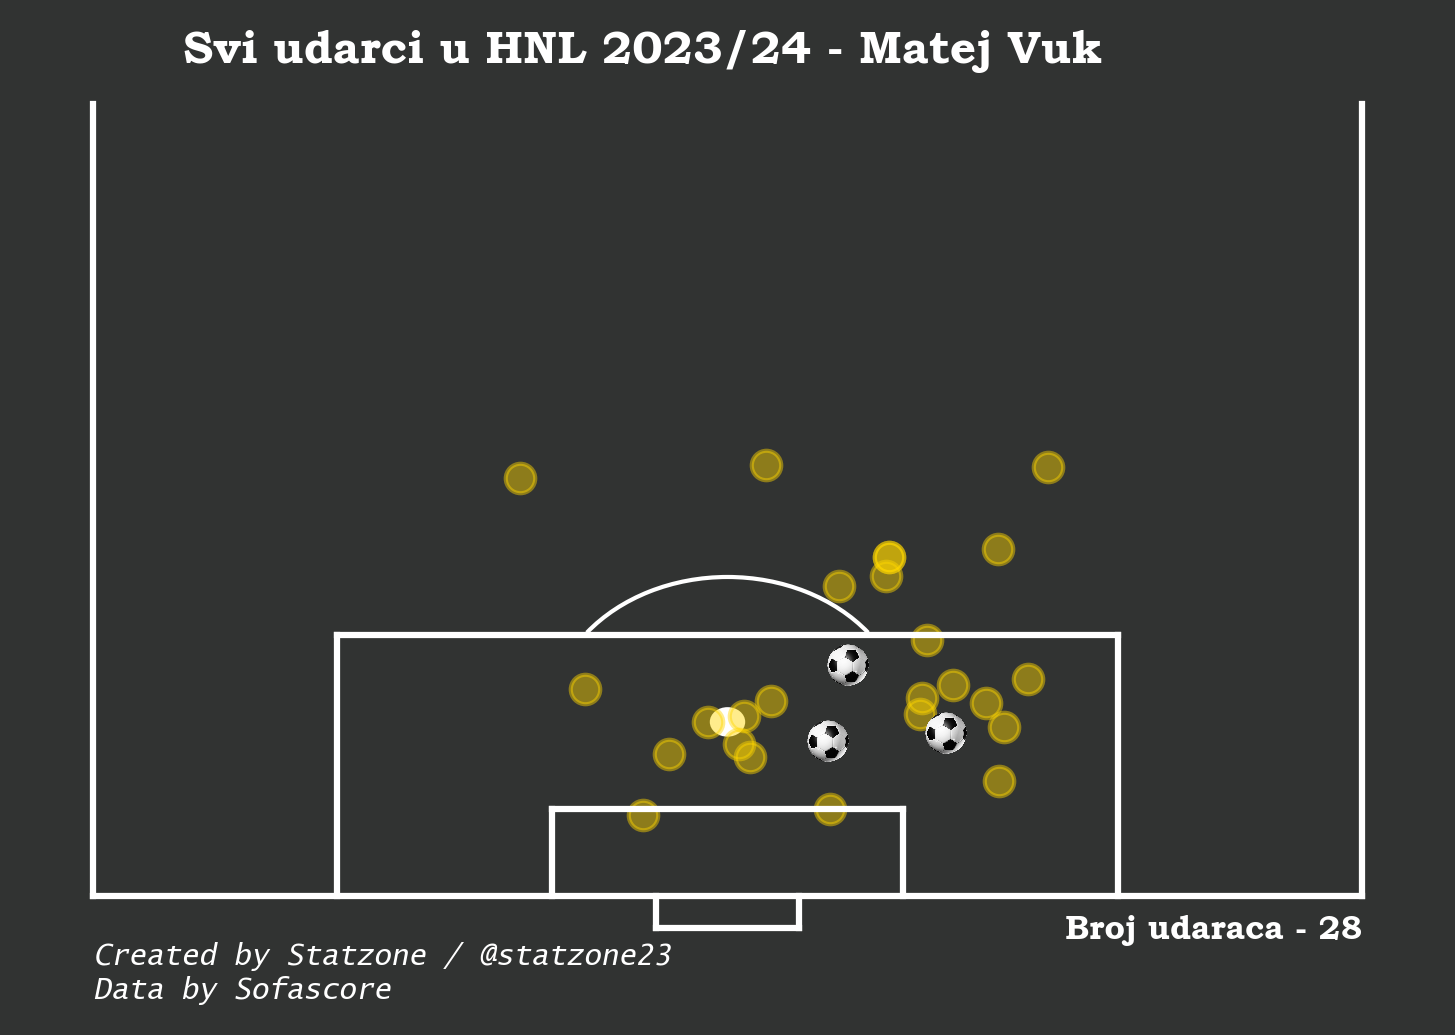 Svi udarci u HNL 2023/24 - Matej Vuk
Broj udaraca - 28
Created by Statzone / @statzone23
Data by Sofascore